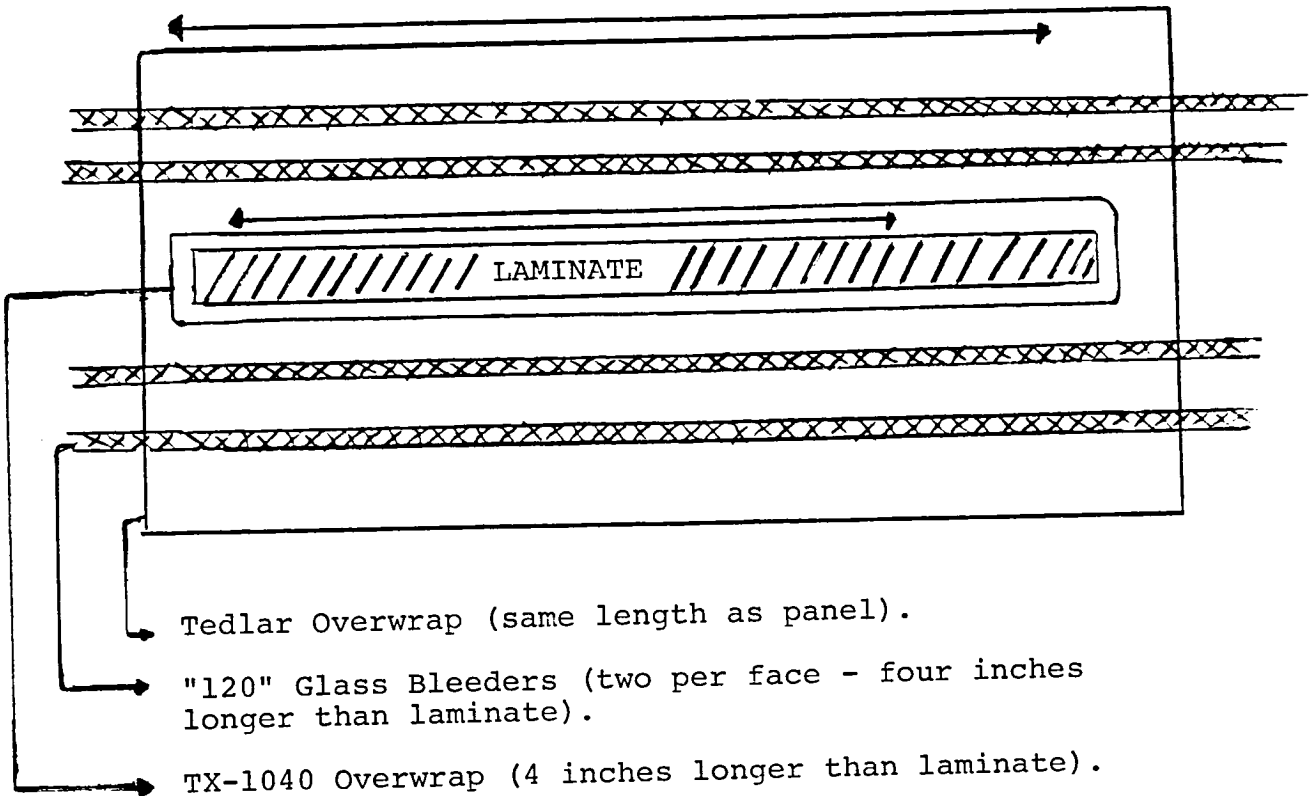 LAMINATE
Tedlar Overwrap (same length as panel).
"120" Glass Bleeders (two per face - four inches
longer than laminate).
TX-1040 Overwrap (4 inches longer than laminate).